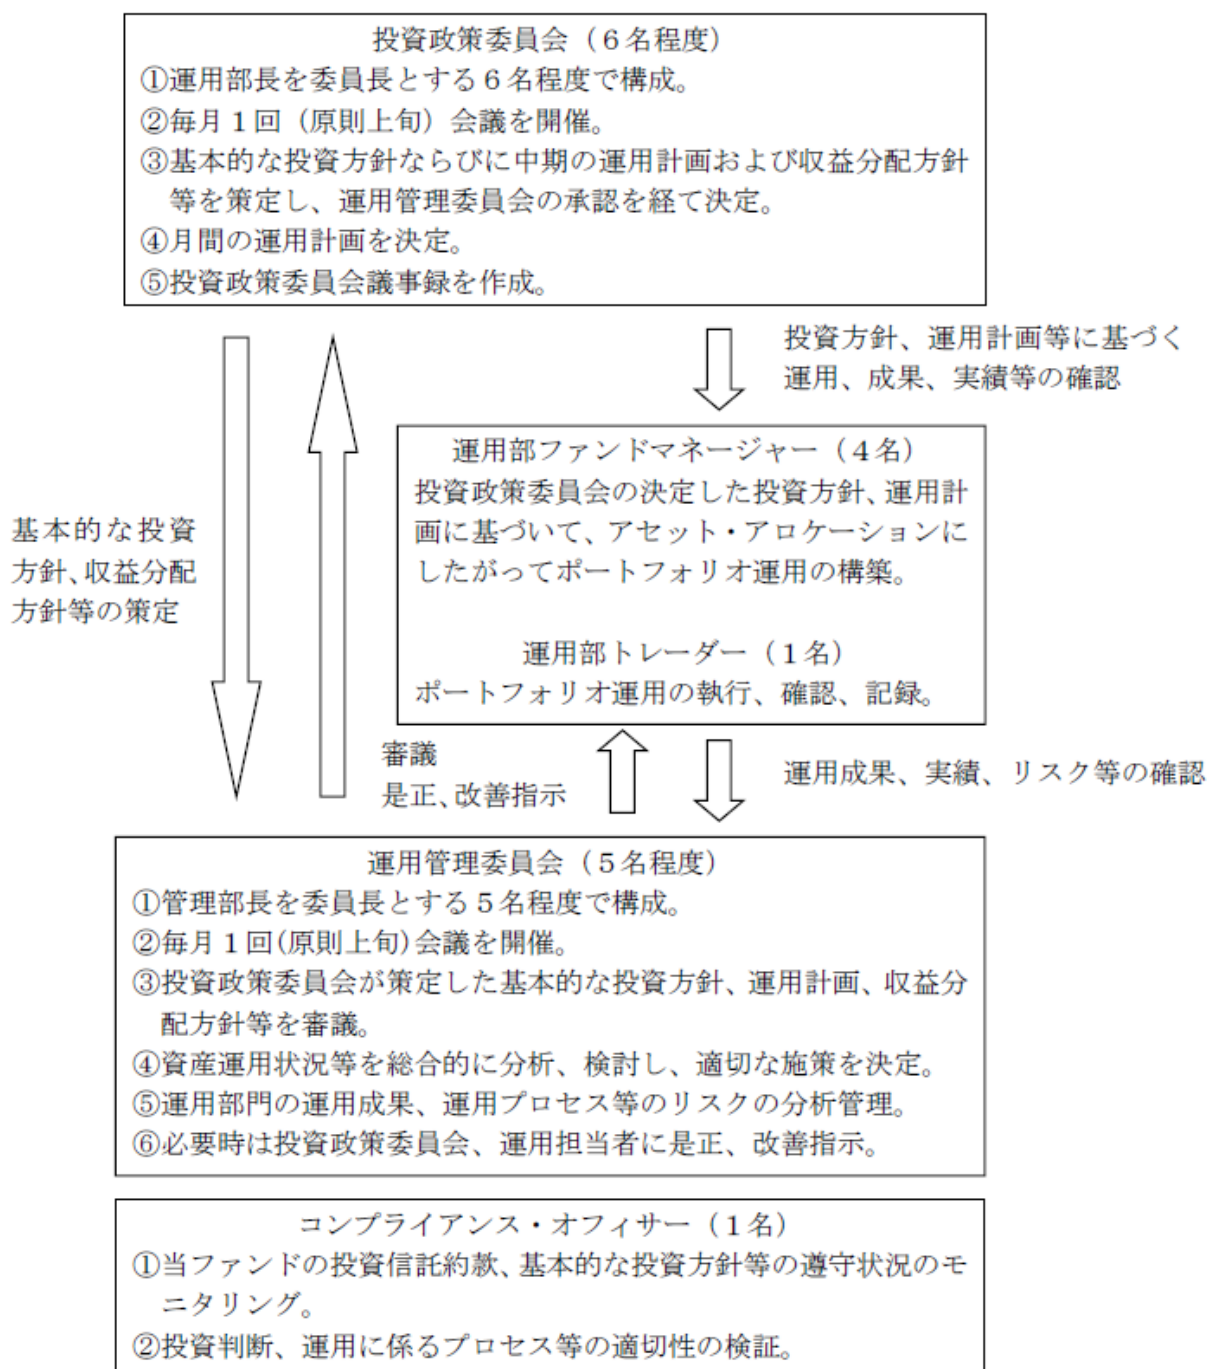 投資政策委員会（６名程度）
①運用部長を委員長とする６名程度で構成。
②毎月１回（原則上旬）会議を開催。
③基本的な投資方針ならびに中期の運用計画および収益分配方針
等を策定し、運用管理委員会の承認を経て決定。
④月間の運用計画を決定。
⑤投資政策委員会議事録を作成。
投資方針、運用計画等に基づく
運用、成果、実績等の確認
運用部ファンドマネージャー（４名）
投資政策委員会の決定した投資方針、運用計
画に基づいて、アセット・アロケーションに
したがってポートフォリオ運用の構築。
運用部トレーダー（１名）
ポートフォリオ運用の執行、確認、記録。
基本的な投資
方針、収益分配
方針等の策定
審議
是正、改善指示
運用成果、実績、リスク等の確認
運用管理委員会（５名程度）
①管理部長を委員長とする５名程度で構成。
②毎月１回(原則上旬)会議を開催。
③投資政策委員会が策定した基本的な投資方針、運用計画、収益分
配方針等を審議。
④資産運用状況等を総合的に分析、検討し、適切な施策を決定。
⑤運用部門の運用成果、運用プロセス等のリスクの分析管理。
⑥必要時は投資政策委員会、運用担当者に是正、改善指示。
コンプライアンス・オフィサー（１名）
①当ファンドの投資信託約款、基本的な投資方針等の遵守状況のモ
ニタリング。
②投資判断、運用に係るプロセス等の適切性の検証。